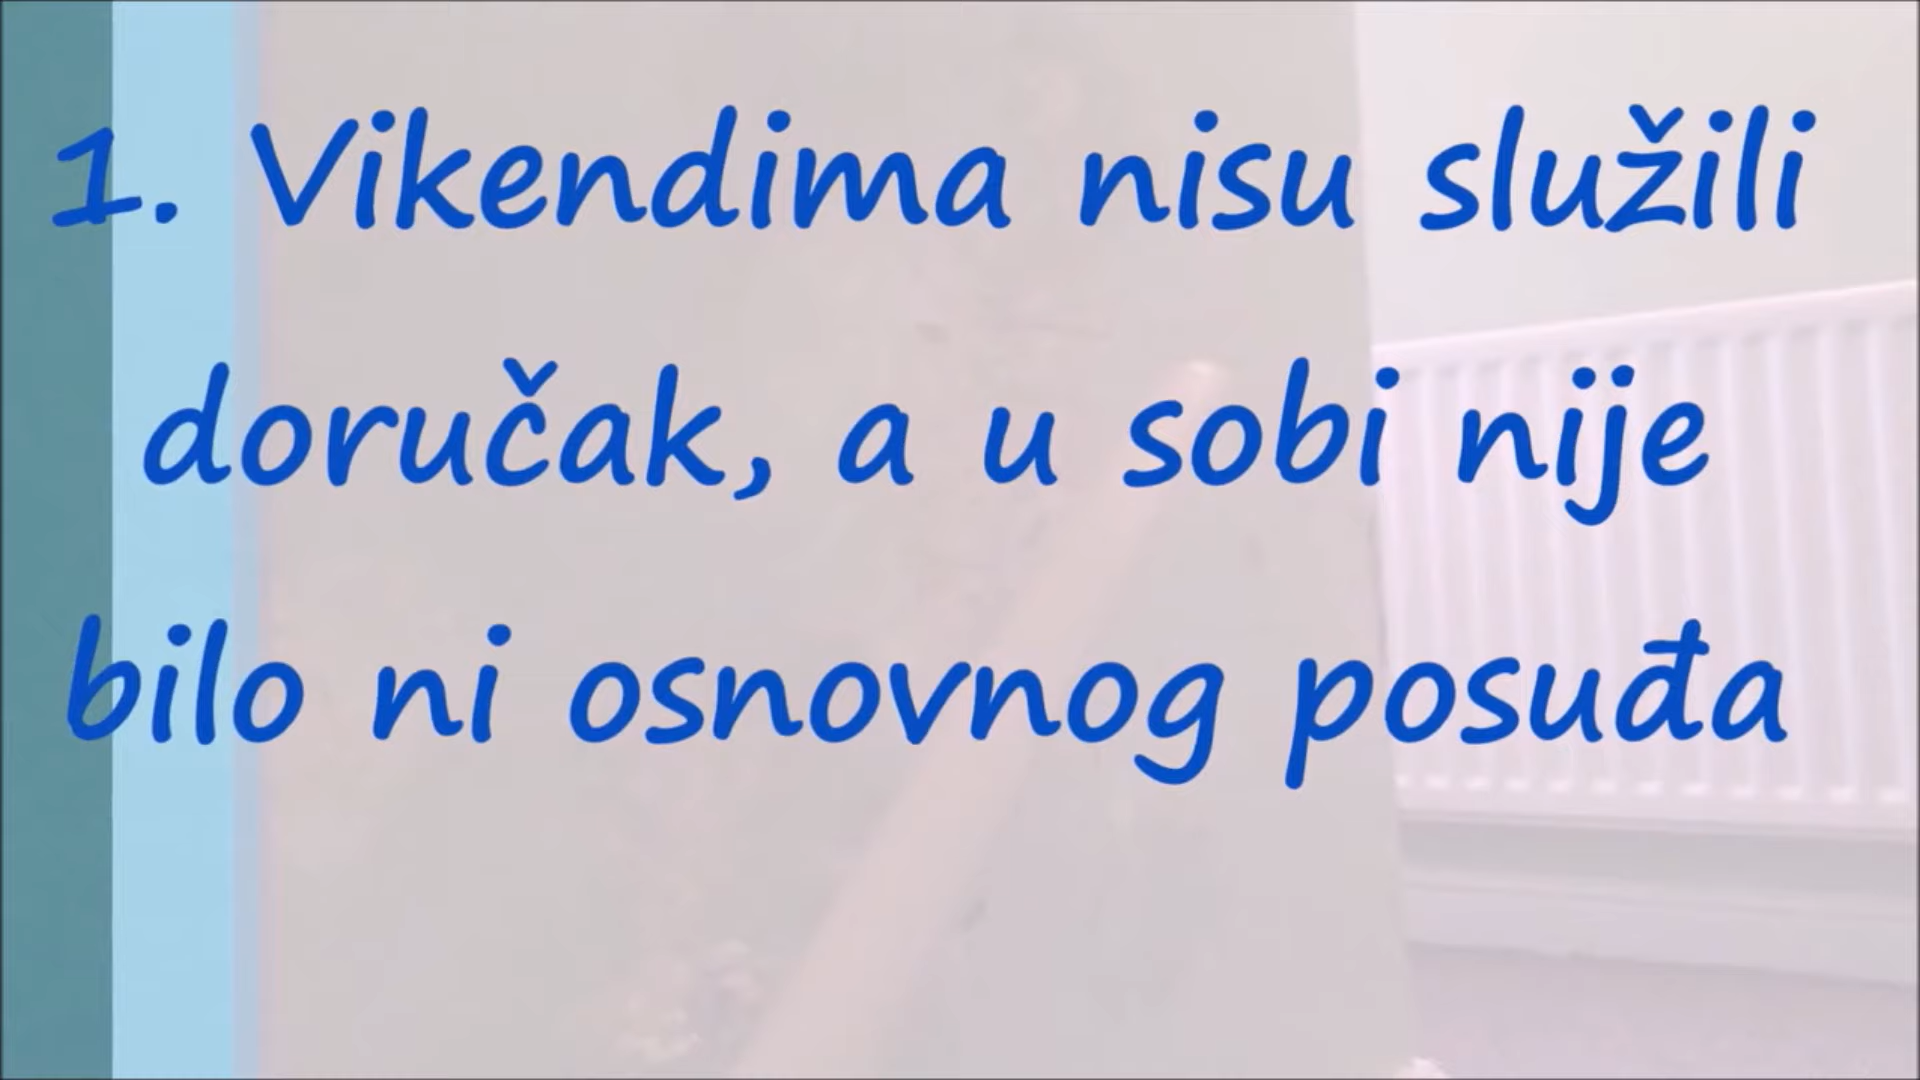 1. Vikendima nisu služili
doručak, a u sobi nije
bilo ni osnovnog posuđa